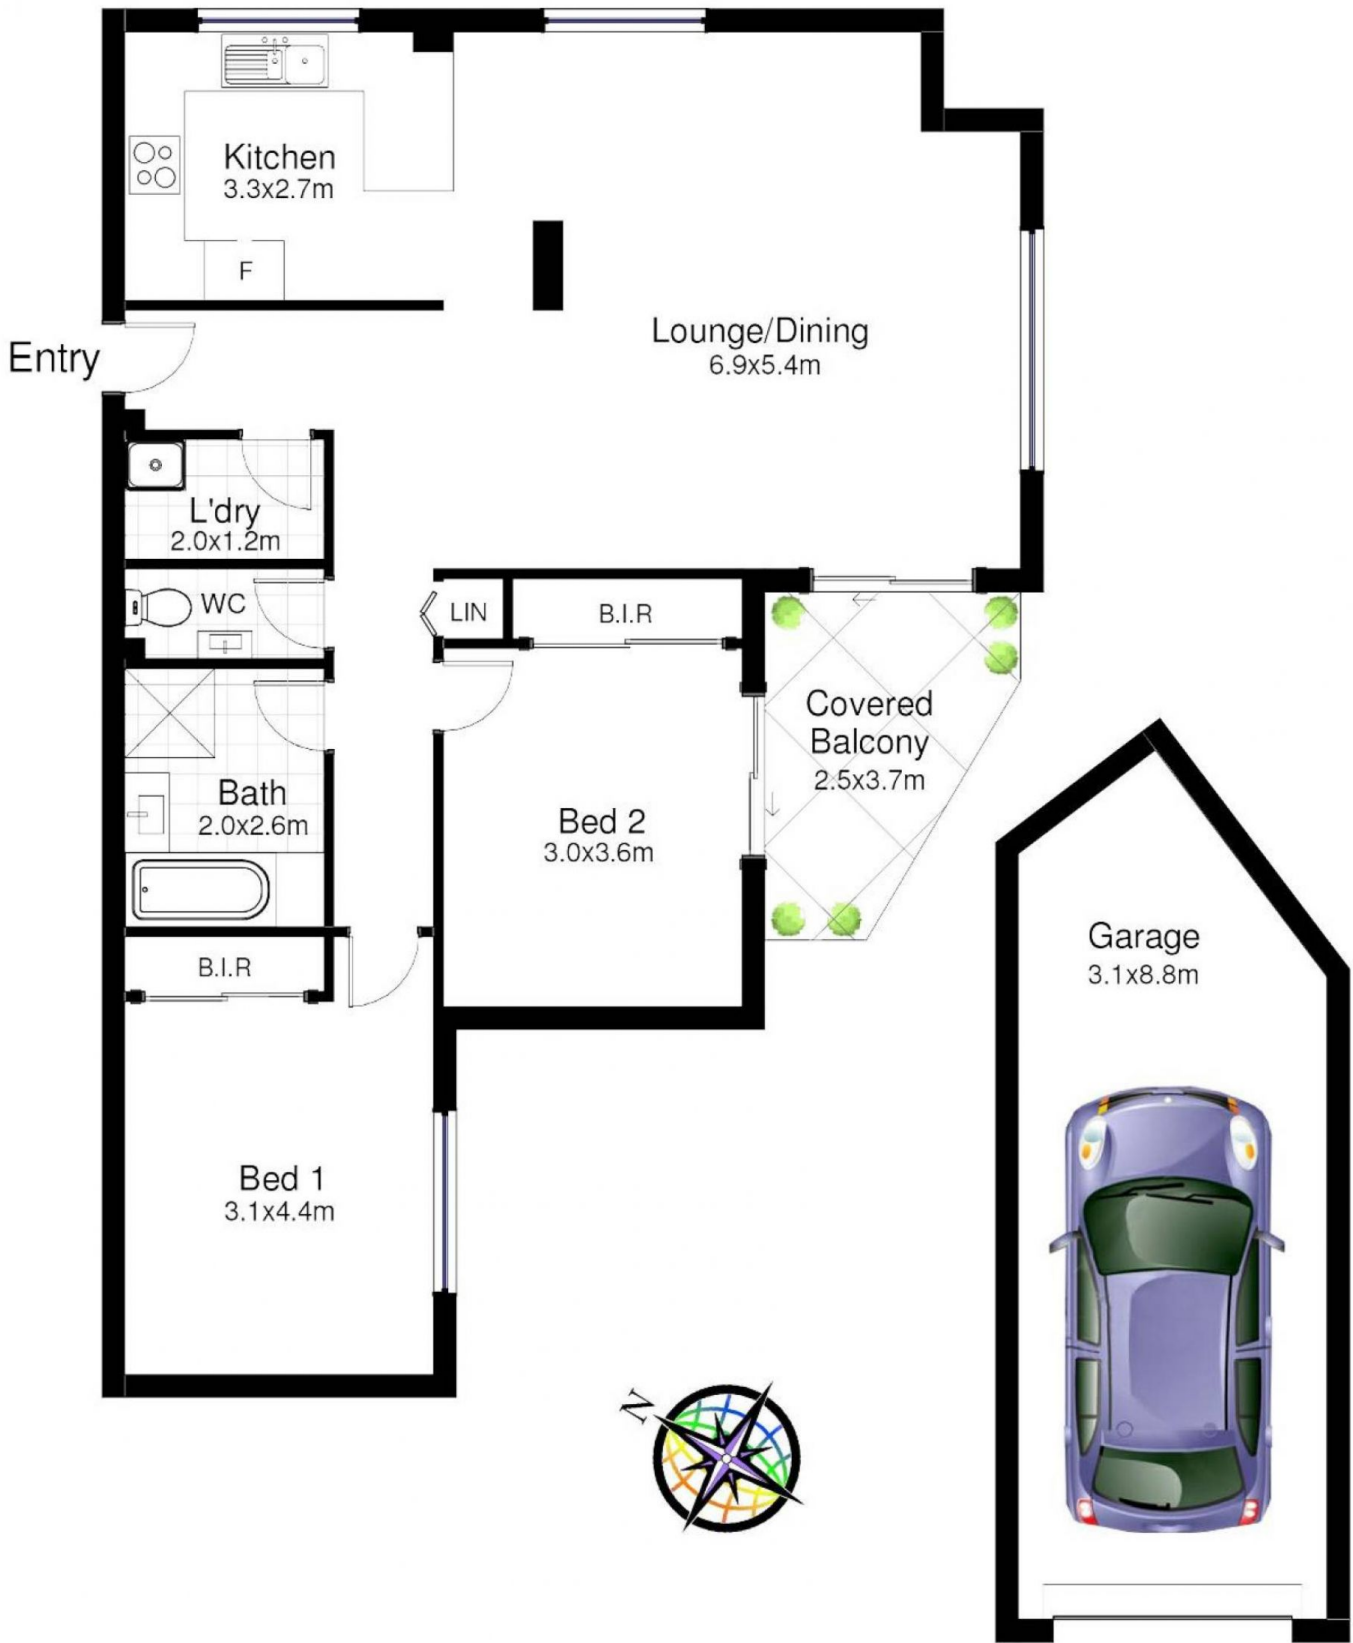 Kitchen
3.3x2.7m
F
Entry
Lounge/Dining
6.9x5.4m
L'dry
2.0x1.2m
WC
LIN
B.I.R
Covered
Balcony
2.5x3.7m
Bath
2.0x2.6m
Bed 2
3.0x3.6m
B.I.R
Garage
3.1x8.8m
Bed 1
3.1x4.4m
N